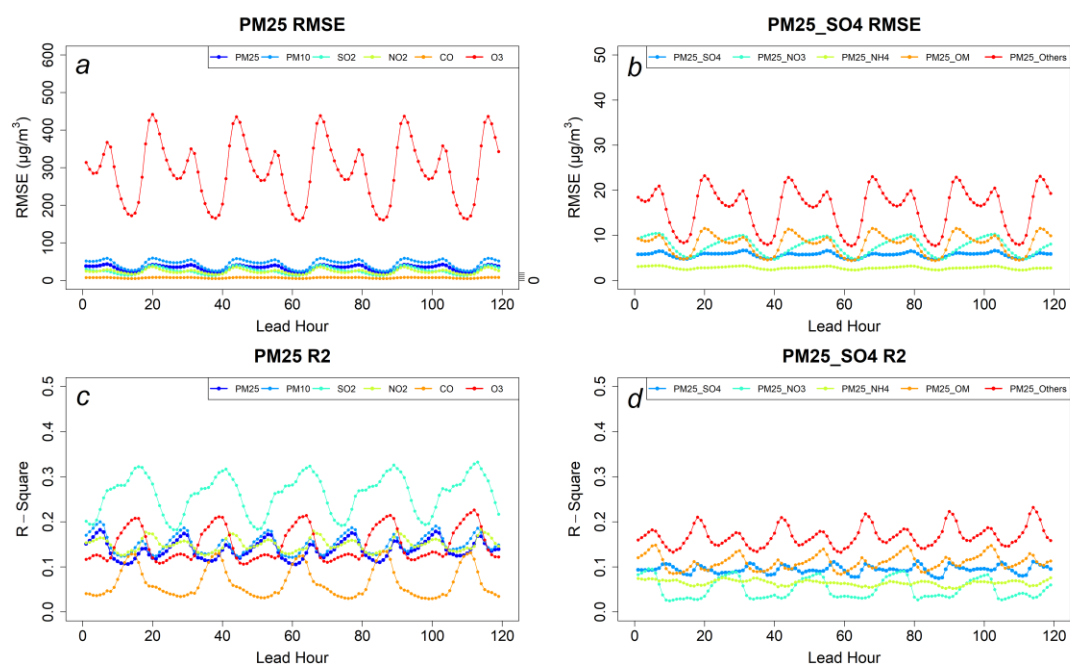 PM25 RMSE
a
PM25 PM10 SO2 NO2 CO O3
RMSE (µg/m³)
600
500
400
300
200
100
0
0
0 20 40 60 80 100 120
Lead Hour
PM25_SO4 RMSE
b
PM25_SO4 PM25_NO3 PM25_NH4 PM25_OM PM25_Others
RMSE (µg/m³)
50
40
30
20
10
0
0 20 40 60 80 100 120
Lead Hour
PM25 R2
c
PM25 PM10 SO2 NO2 CO O3
R – Square
0.5
0.4
0.3
0.2
0.1
0.0
0 20 40 60 80 100 120
Lead Hour
PM25_SO4 R2
d
PM25_SO4 PM25_NO3 PM25_NH4 PM25_OM PM25_Others
R – Square
0.5
0.4
0.3
0.2
0.1
0.0
0 20 40 60 80 100 120
Lead Hour